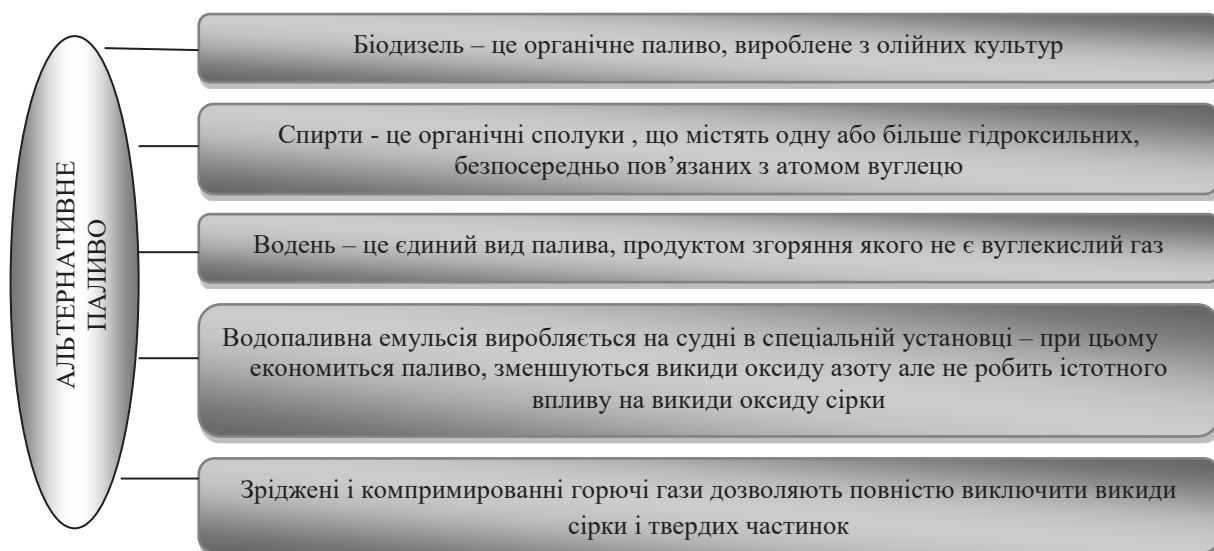 АЛЬТЕРНАТИВНЕ
ПАЛИВО
Біодизель – це органічне паливо, вироблене з олійних культур
Спирти - це органічні сполуки , що містять одну або більше гідроксильних,
безпосередньо пов’язаних з атомом вуглецю
Водень – це єдиний вид палива, продуктом згоряння якого не є вуглекислий газ
Водопаливна емульсія виробляється на судні в спеціальній установці – при цьому
економиться паливо, зменшуються викиди оксиду азоту але не робить істотного
впливу на викиди оксиду сірки
Зріджені і компримированні горючі гази дозволяють повністю виключити викиди
сірки і твердих частинок